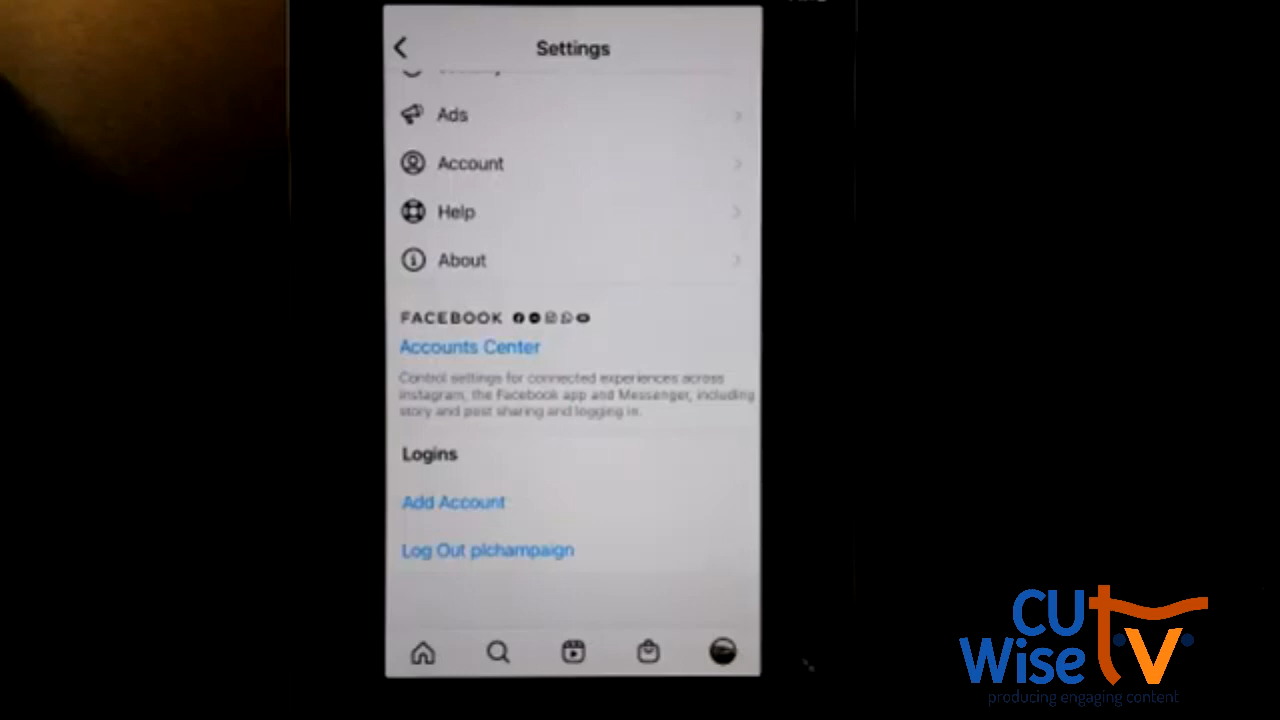 Settings
Ads
Account
Help
About
FACEBOOK
Accounts Center
Control settings for connected experiences across
Instagram, the Facebook app and Messenger, including
story and post sharing and logging in.
Logins
Add Account
Log Out plchampaign
CU
Wise tv
producing engaging content